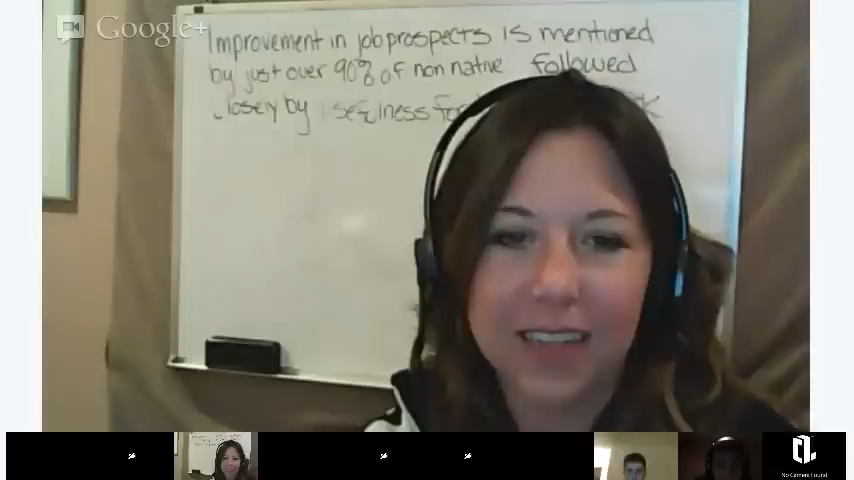 Google+
Improvement in job prospects is mentioned
by just over 90% of non native followed
closely by usefulness for
No Camera Found